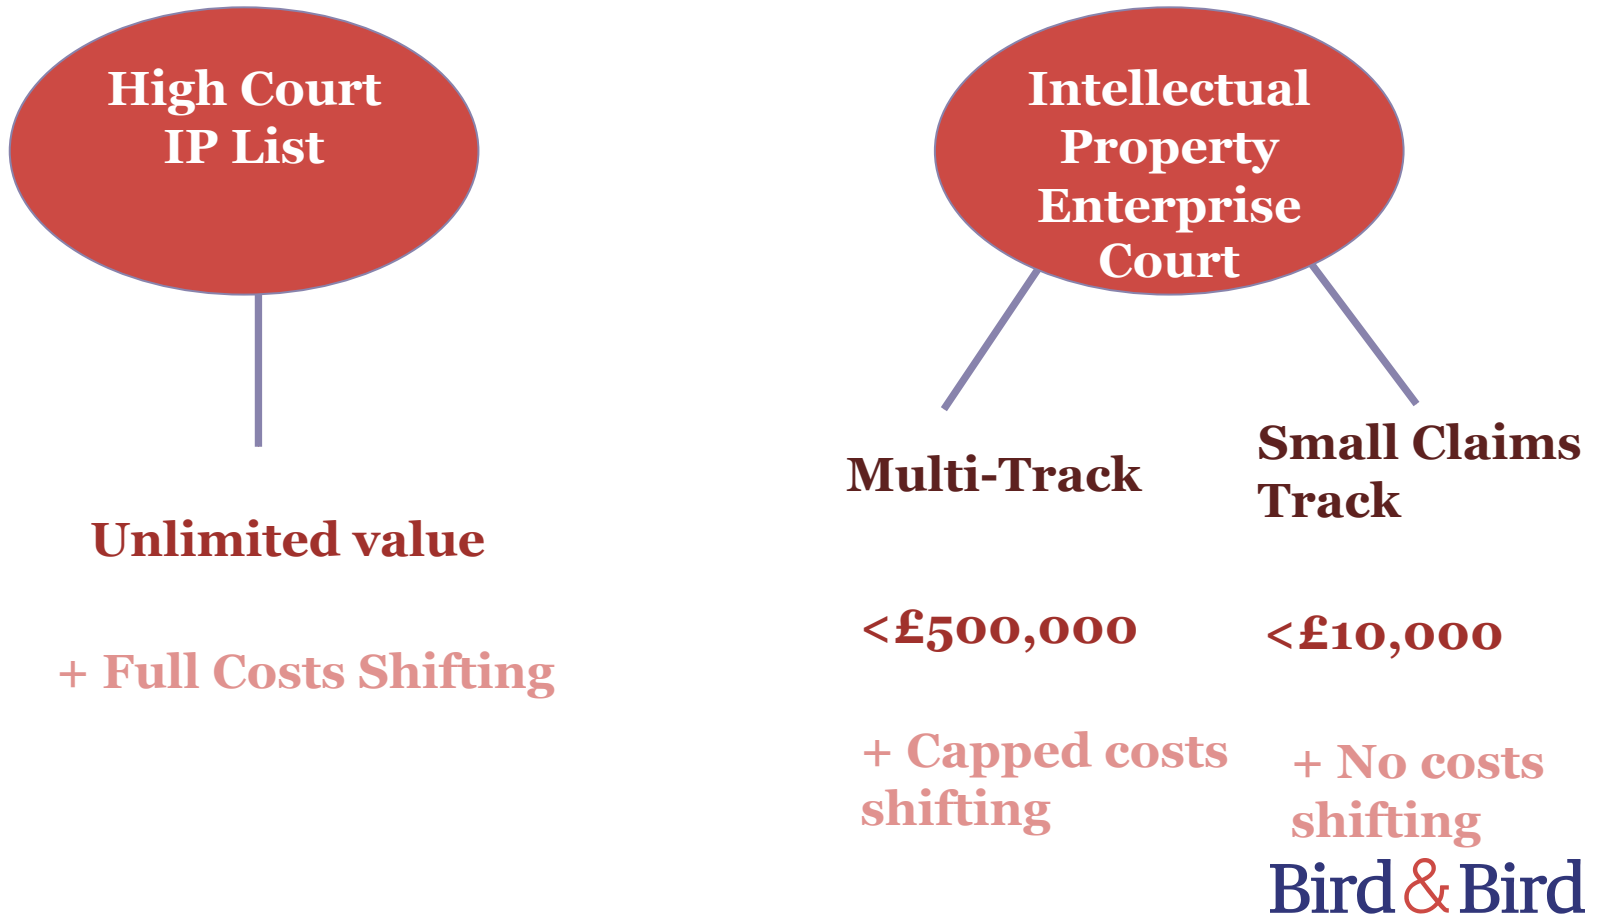 High Court
IP List
Unlimited value
+ Full Costs Shifting
Intellectual
Property
Enterprise
Court
Multi-Track
<£500,000
+ Capped costs
shifting
Small Claims
Track
<£10,000
+ No costs
shifting
Bird & Bird